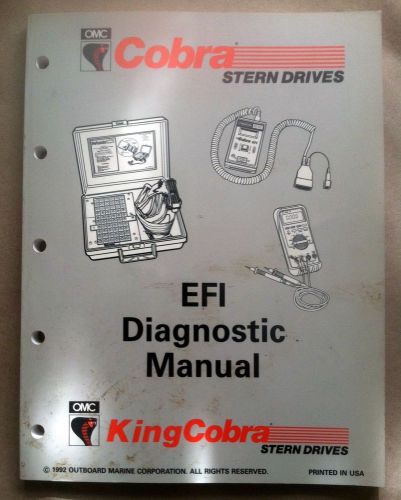 OMC
Cobra
STERN DRIVES
EFI
Diagnostic
Manual
OMC
KingCobra
STERN DRIVES
© 1992 OUTBOARD MARINE CORPORATION. ALL RIGHTS RESERVED. PRINTED IN USA